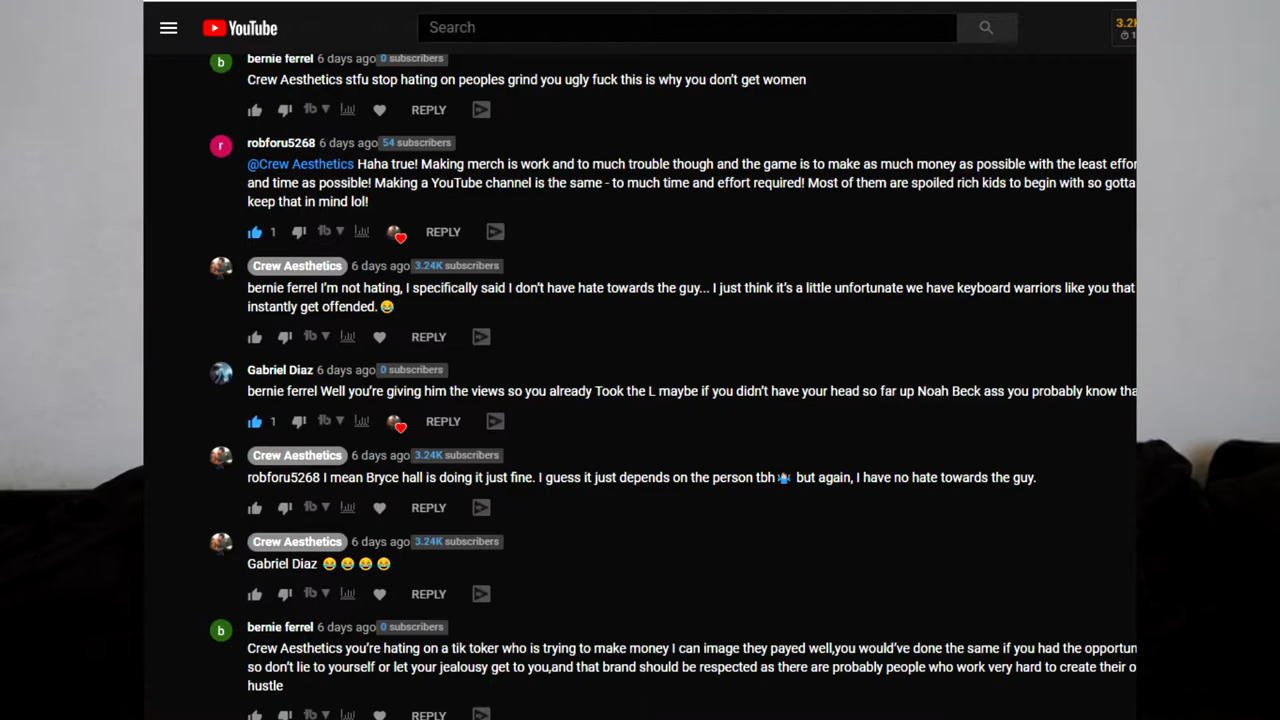 YouTube
Search
3.2K
bernie ferrel 6 days ago 0 subscribers
Crew Aesthetics stfu stop hating on peoples grind you ugly fuck this is why you don't get women
REPLY
robforu5268 6 days ago 54 subscribers
@Crew Aesthetics Haha true! Making merch is work and to much trouble though and the game is to make as much money as possible with the least effor
and time as possible! Making a YouTube channel is the same - to much time and effort required! Most of them are spoiled rich kids to begin with so gotta
keep that in mind lol!
1 REPLY
Crew Aesthetics 6 days ago 3.24K subscribers
bernie ferrel I'm not hating, I specifically said I don't have hate towards the guy... I just think it's a little unfortunate we have keyboard warriors like you that
instantly get offended. 😂
REPLY
Gabriel Diaz 6 days ago 0 subscribers
bernie ferrel Well you're giving him the views so you already Took the L maybe if you didn't have your head so far up Noah Beck ass you probably know tha
1 REPLY
Crew Aesthetics 6 days ago 3.24K subscribers
robforu5268 I mean Bryce hall is doing it just fine. I guess it just depends on the person tbh🤷 but again, I have no hate towards the guy.
REPLY
Crew Aesthetics 6 days ago 3.24K subscribers
Gabriel Diaz 😂 😂 😂 😂
REPLY
bernie ferrel 6 days ago 0 subscribers
Crew Aesthetics you're hating on a tik toker who is trying to make money I can image they payed well,you would've done the same if you had the opportun
so don't lie to yourself or let your jealousy get to you,and that brand should be respected as there are probably people who work very hard to create their o
hustle
REPLY